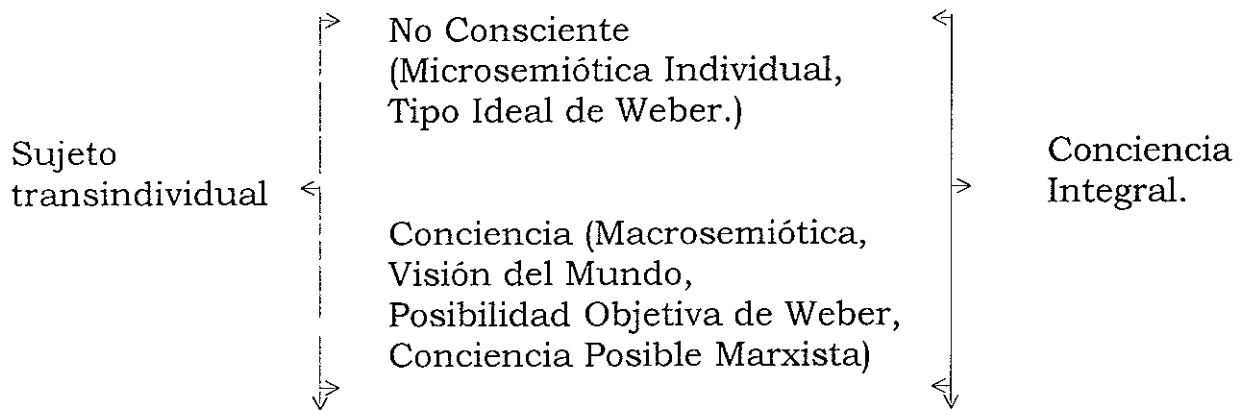 No Consciente
(Microsemiótica Individual,
Tipo Ideal de Weber.)
Sujeto
transindividual
Conciencia
Integral.
Conciencia (Macrosemiótica,
Visión del Mundo,
Posibilidad Objetiva de Weber,
Conciencia Posible Marxista)